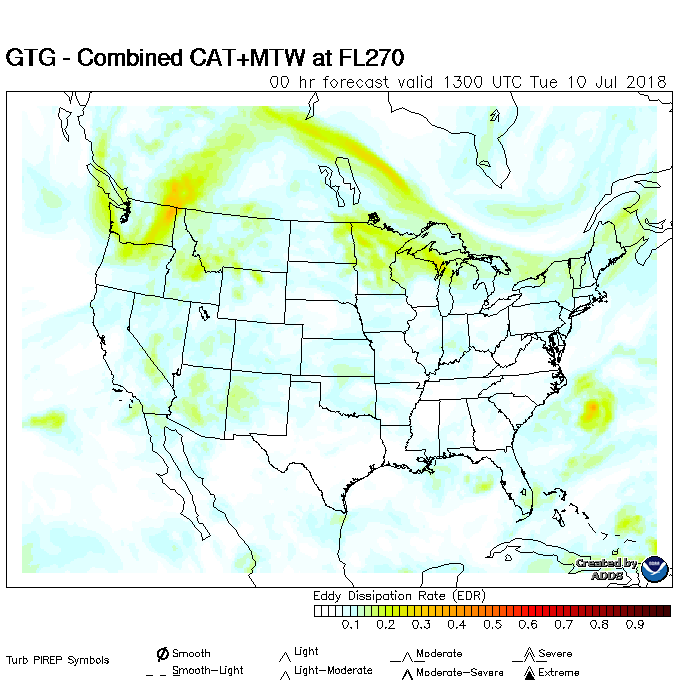 GTG - Combined CAT+MTW at FL270
00 hr forecast valid 1300 UTC Tue 10 Jul 2018
Created by
ADDS
Eddy Dissipation Rate (EDR)
0.1 0.2 0.3 0.4 0.5 0.6 0.7 0.8 0.9
Turb PIREP Symbols
Smooth
Light
Moderate
Severe
Smooth-Light
Light-Moderate
Moderate-Severe
Extreme